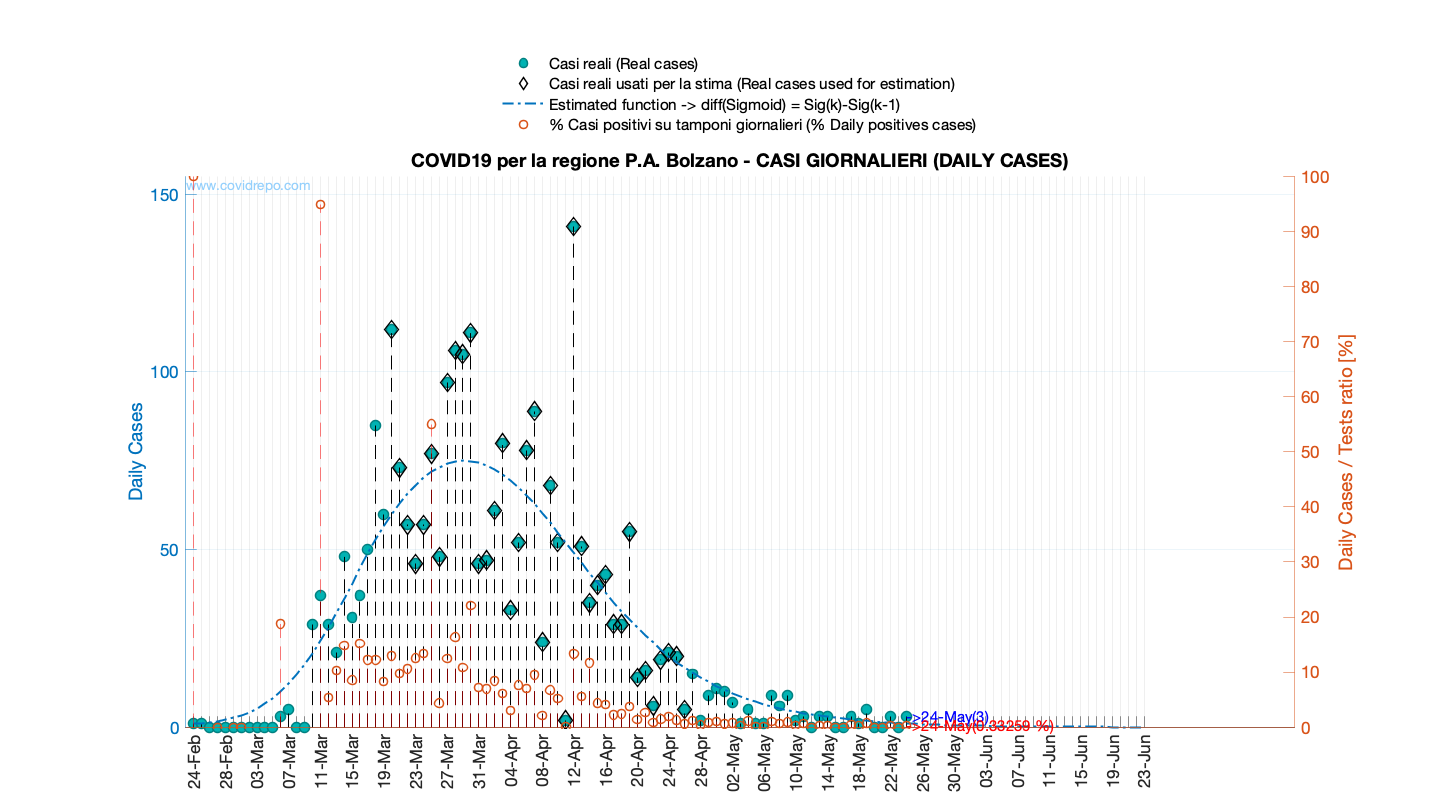 Casi reali (Real cases)
Casi reali usati per la stima (Real cases used for estimation)
Estimated function -> diff(Sigmoid) = Sig(k)-Sig(k-1)
% Casi positivi su tamponi giornalieri (% Daily positives cases)
COVID19 per la regione P.A. Bolzano - CASI GIORNALIERI (DAILY CASES)
www.covidrepo.com
Daily Cases
150
100
50
0
100
90
80
70
60
50
40
30
20
10
0
Daily Cases / Tests ratio [%]
->24-May(3)
->24-May(0.33259 %)
24-Feb
28-Feb
03-Mar
07-Mar
11-Mar
15-Mar
19-Mar
23-Mar
27-Mar
31-Mar
04-Apr
08-Apr
12-Apr
16-Apr
20-Apr
24-Apr
28-Apr
02-May
06-May
10-May
14-May
18-May
22-May
26-May
30-May
03-Jun
07-Jun
11-Jun
15-Jun
19-Jun
23-Jun